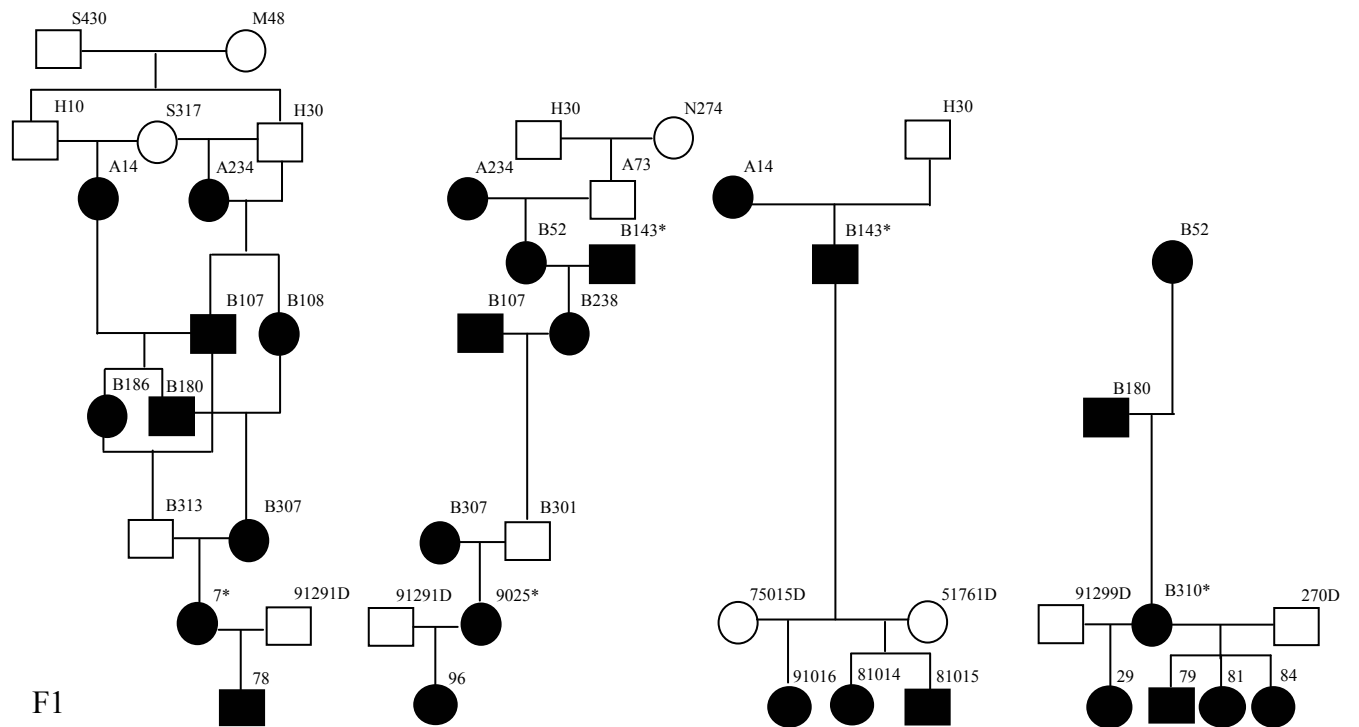 S430 M48
H10 S317 H30 H30 N274 H30
A14 A234 A234 A73 A14
B52 B143* B143* B52
B107 B108 B107 B238
B186 B180 B180
B313 B307 B307 B301
7* 91291D 91291D 9025* 75015D 51761D 91299D B310* 270D
78 96 91016 81014 81015 29 79 81 84
F1